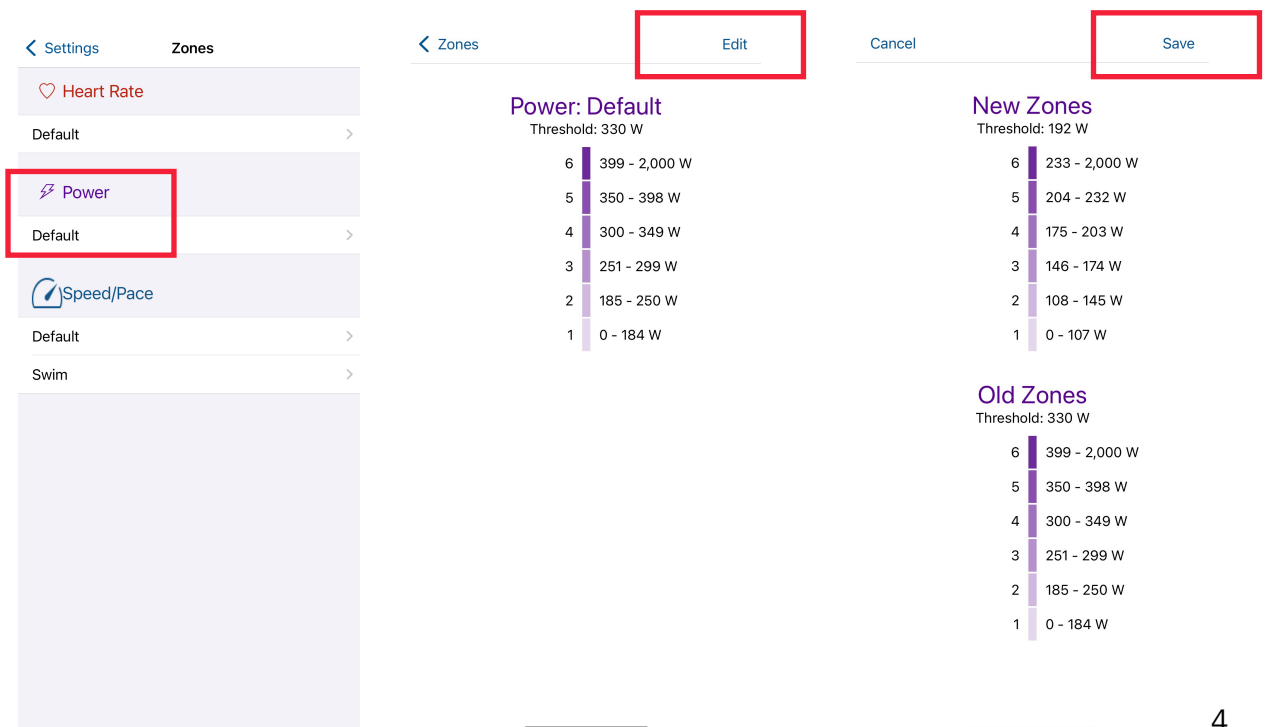 Settings
Zones
Heart Rate
Default
Power
Default
Speed/Pace
Default
Swim
Zones
Edit
Power: Default
Threshold: 330 W
6 399 - 2,000 W
5 350 - 398 W
4 300 - 349 W
3 251 - 299 W
2 185 - 250 W
1 0 - 184 W
Cancel
Save
New Zones
Threshold: 192 W
6 233 - 2,000 W
5 204 - 232 W
4 175 - 203 W
3 146 - 174 W
2 108 - 145 W
1 0 - 107 W
Old Zones
Threshold: 330 W
6 399 - 2,000 W
5 350 - 398 W
4 300 - 349 W
3 251 - 299 W
2 185 - 250 W
1 0 - 184 W
4